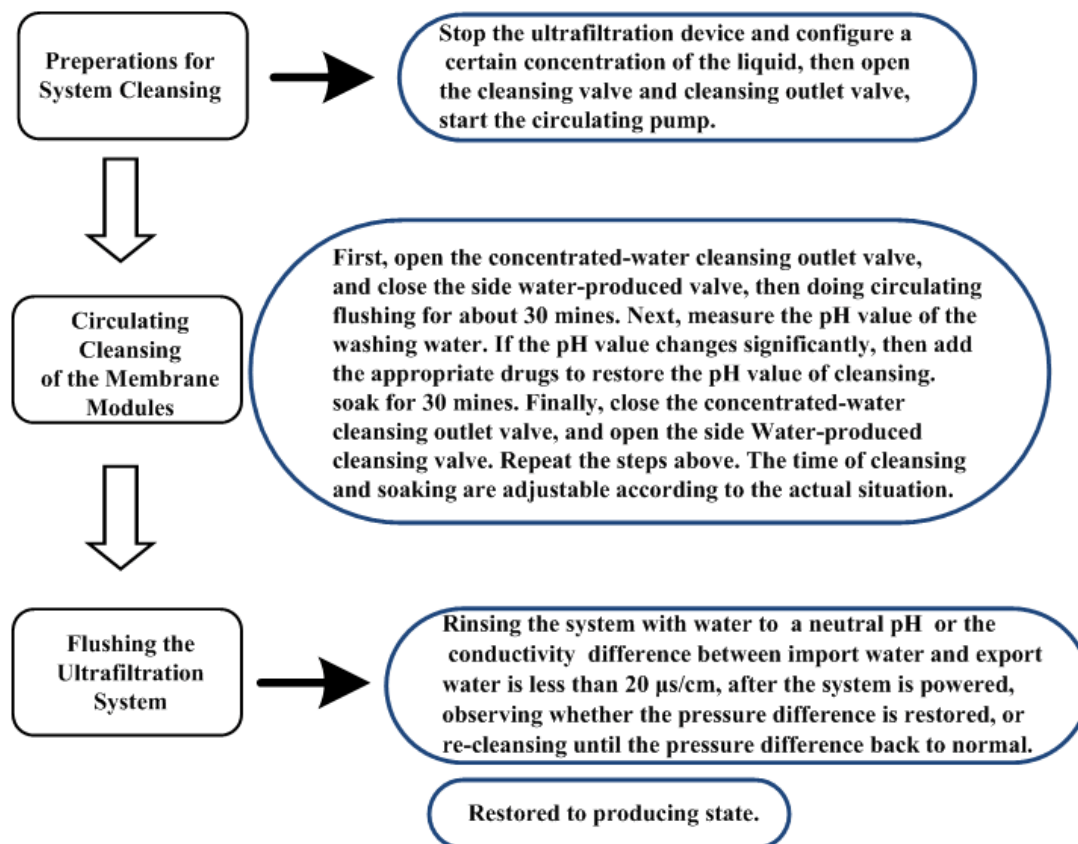 Preperations for
System Cleansing
Stop the ultrafiltration device and configure a
certain concentration of the liquid, then open
the cleansing valve and cleansing outlet valve,
start the circulating pump.
Circulating
Cleansing
of the Membrane
Modules
First, open the concentrated-water cleansing outlet valve,
and close the side water-produced valve, then doing circulating
flushing for about 30 mines. Next, measure the pH value of the
washing water. If the pH value changes significantly, then add
the appropriate drugs to restore the pH value of cleansing.
soak for 30 mines. Finally, close the concentrated-water
cleansing outlet valve, and open the side Water-produced
cleansing valve. Repeat the steps above. The time of cleansing
and soaking are adjustable according to the actual situation.
Flushing the
Ultrafiltration
System
Rinsing the system with water to a neutral pH or the
conductivity difference between import water and export
water is less than 20 µs/cm, after the system is powered,
observing whether the pressure difference is restored, or
re-cleansing until the pressure difference back to normal.
Restored to producing state.